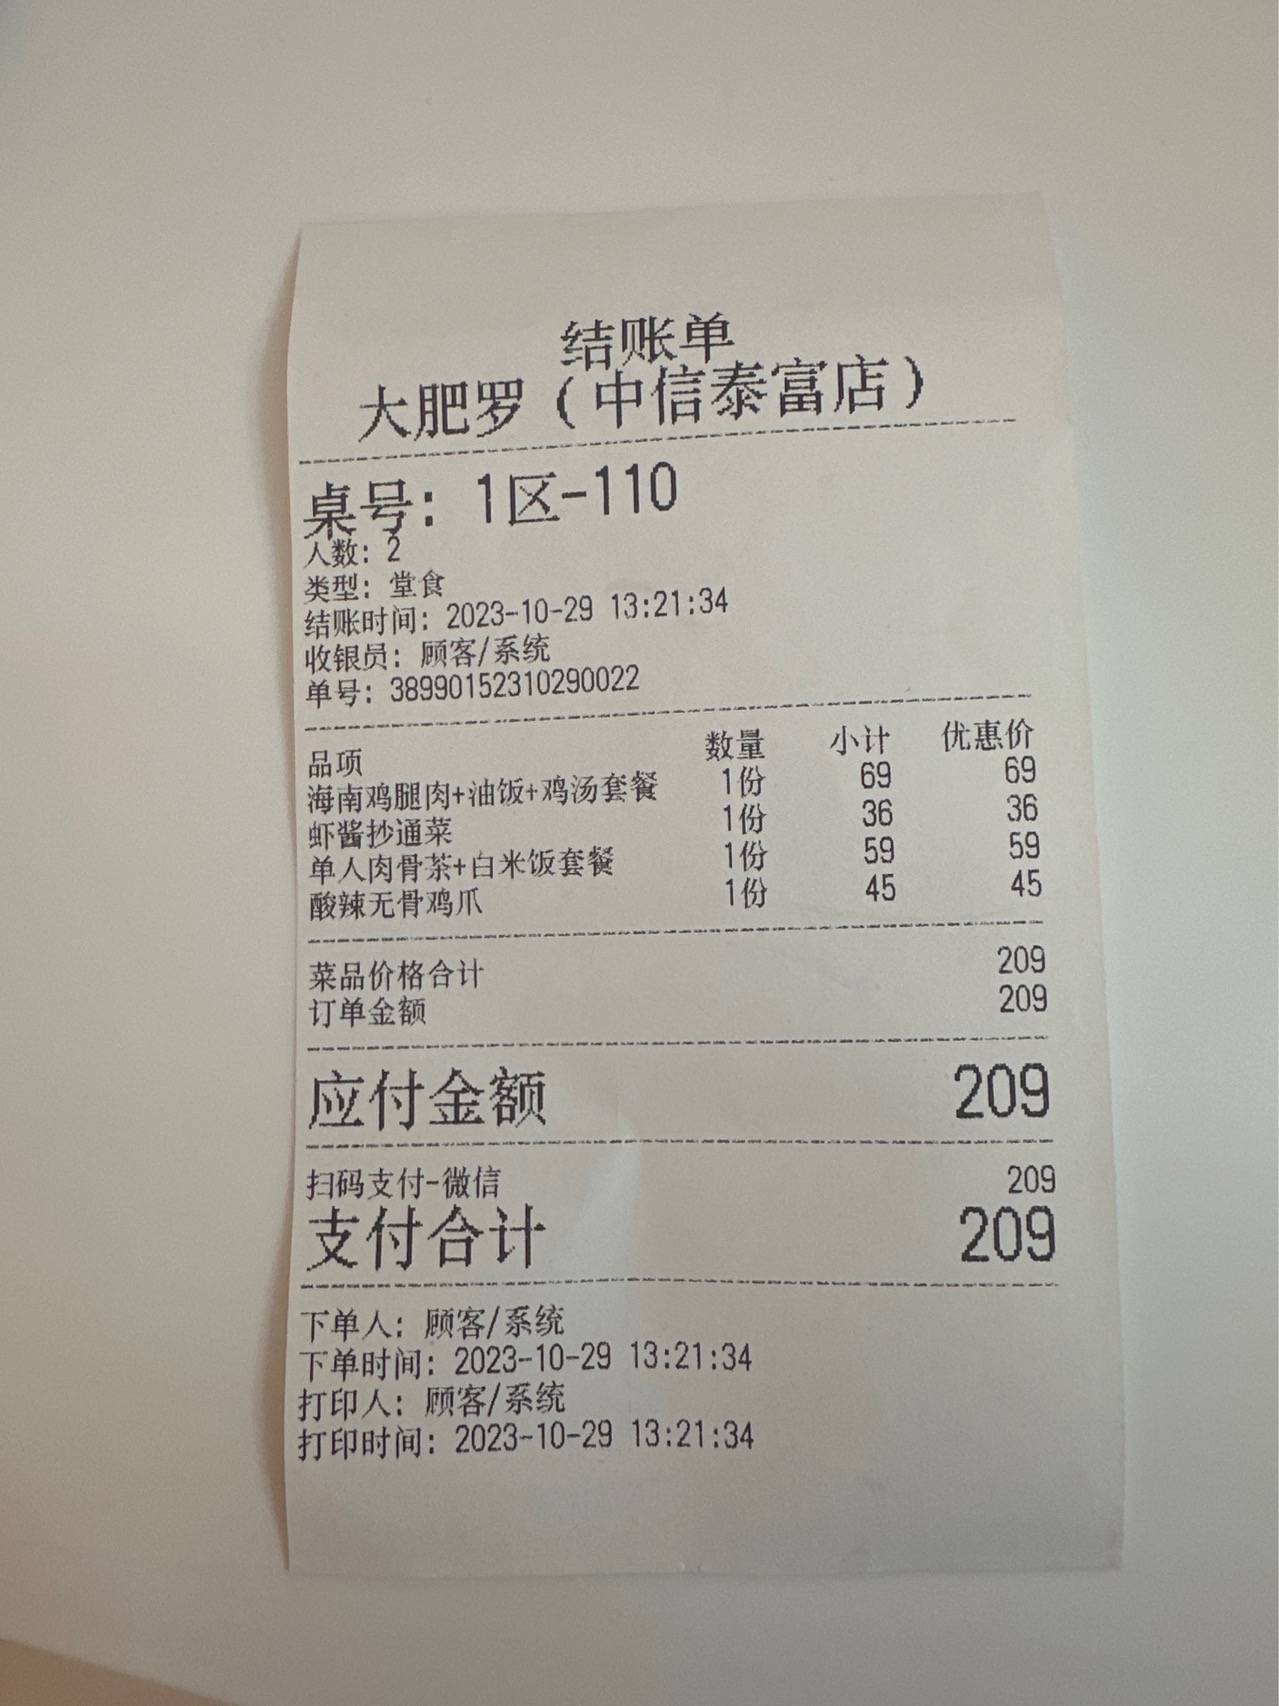 结账单
大肥罗（中信泰富店）
桌号: 1区-110
人数: 2
类型: 堂食
结账时间: 2023-10-29 13:21:34
收银员: 顾客/系统
单号: 38990152310290022
品项 数量 小计 优惠价
海南鸡腿肉+油饭+鸡汤套餐 1份 69 69
虾酱抄通菜 1份 36 36
单人肉骨茶+白米饭套餐 1份 59 59
酸辣无骨鸡爪 1份 45 45
菜品价格合计 209
订单金额 209
应付金额 209
扫码支付-微信 209
支付合计 209
下单人: 顾客/系统
下单时间: 2023-10-29 13:21:34
打印人: 顾客/系统
打印时间: 2023-10-29 13:21:34